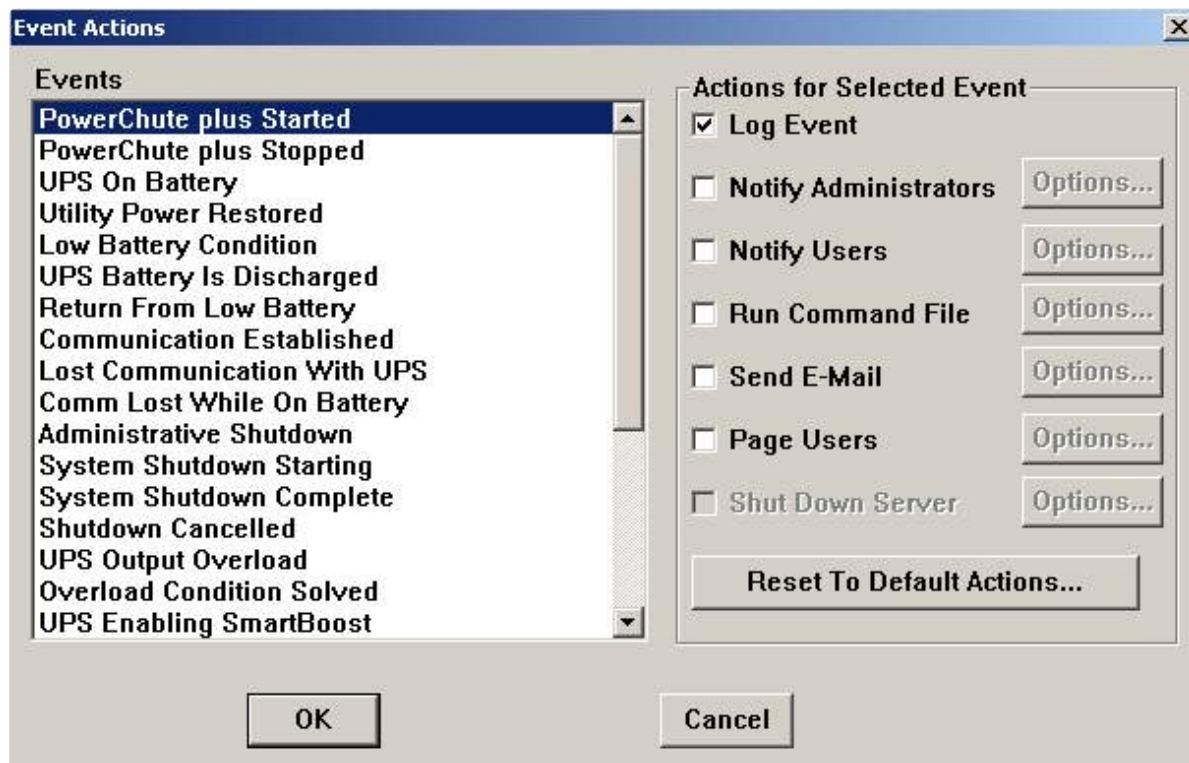 Event Actions
Events
PowerChute plus Started
PowerChute plus Stopped
UPS On Battery
Utility Power Restored
Low Battery Condition
UPS Battery Is Discharged
Return From Low Battery
Communication Established
Lost Communication With UPS
Comm Lost While On Battery
Administrative Shutdown
System Shutdown Starting
System Shutdown Complete
Shutdown Cancelled
UPS Output Overload
Overload Condition Solved
UPS Enabling SmartBoost
Actions for Selected Event
Log Event
Notify Administrators Options...
Notify Users Options...
Run Command File Options...
Send E-Mail Options...
Page Users Options...
Shut Down Server Options...
Reset To Default Actions...
OK Cancel